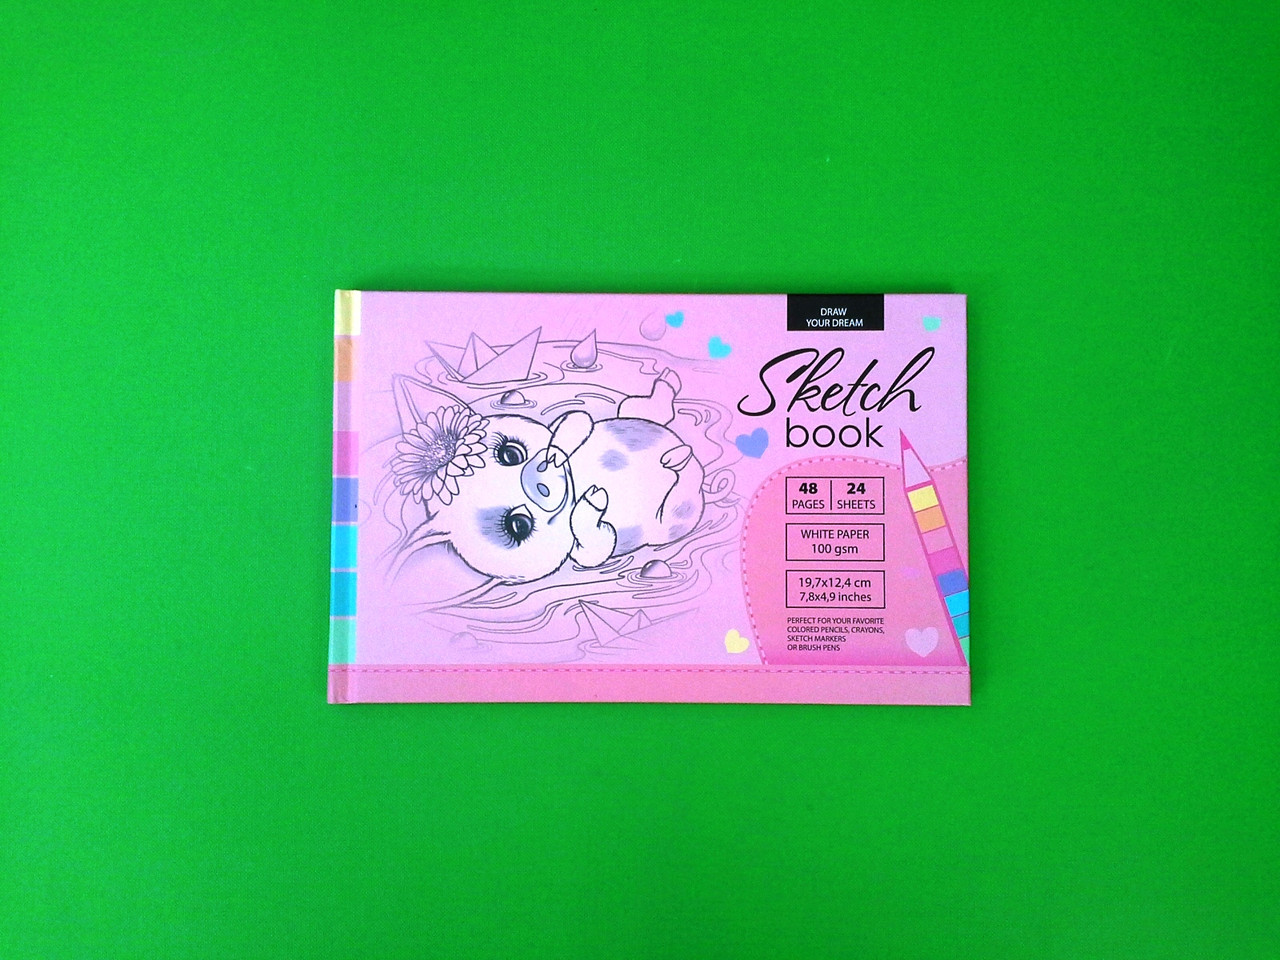 DRAW
YOUR DREAM
Sketch
book
48 PAGES | 24 SHEETS
WHITE PAPER
100 gsm
19,7x12,4 cm
7,8x4,9 inches
PERFECT FOR YOUR FAVORITE
COLORED PENCILS, CRAYONS,
SKETCH MARKERS
OR BRUSH PENS